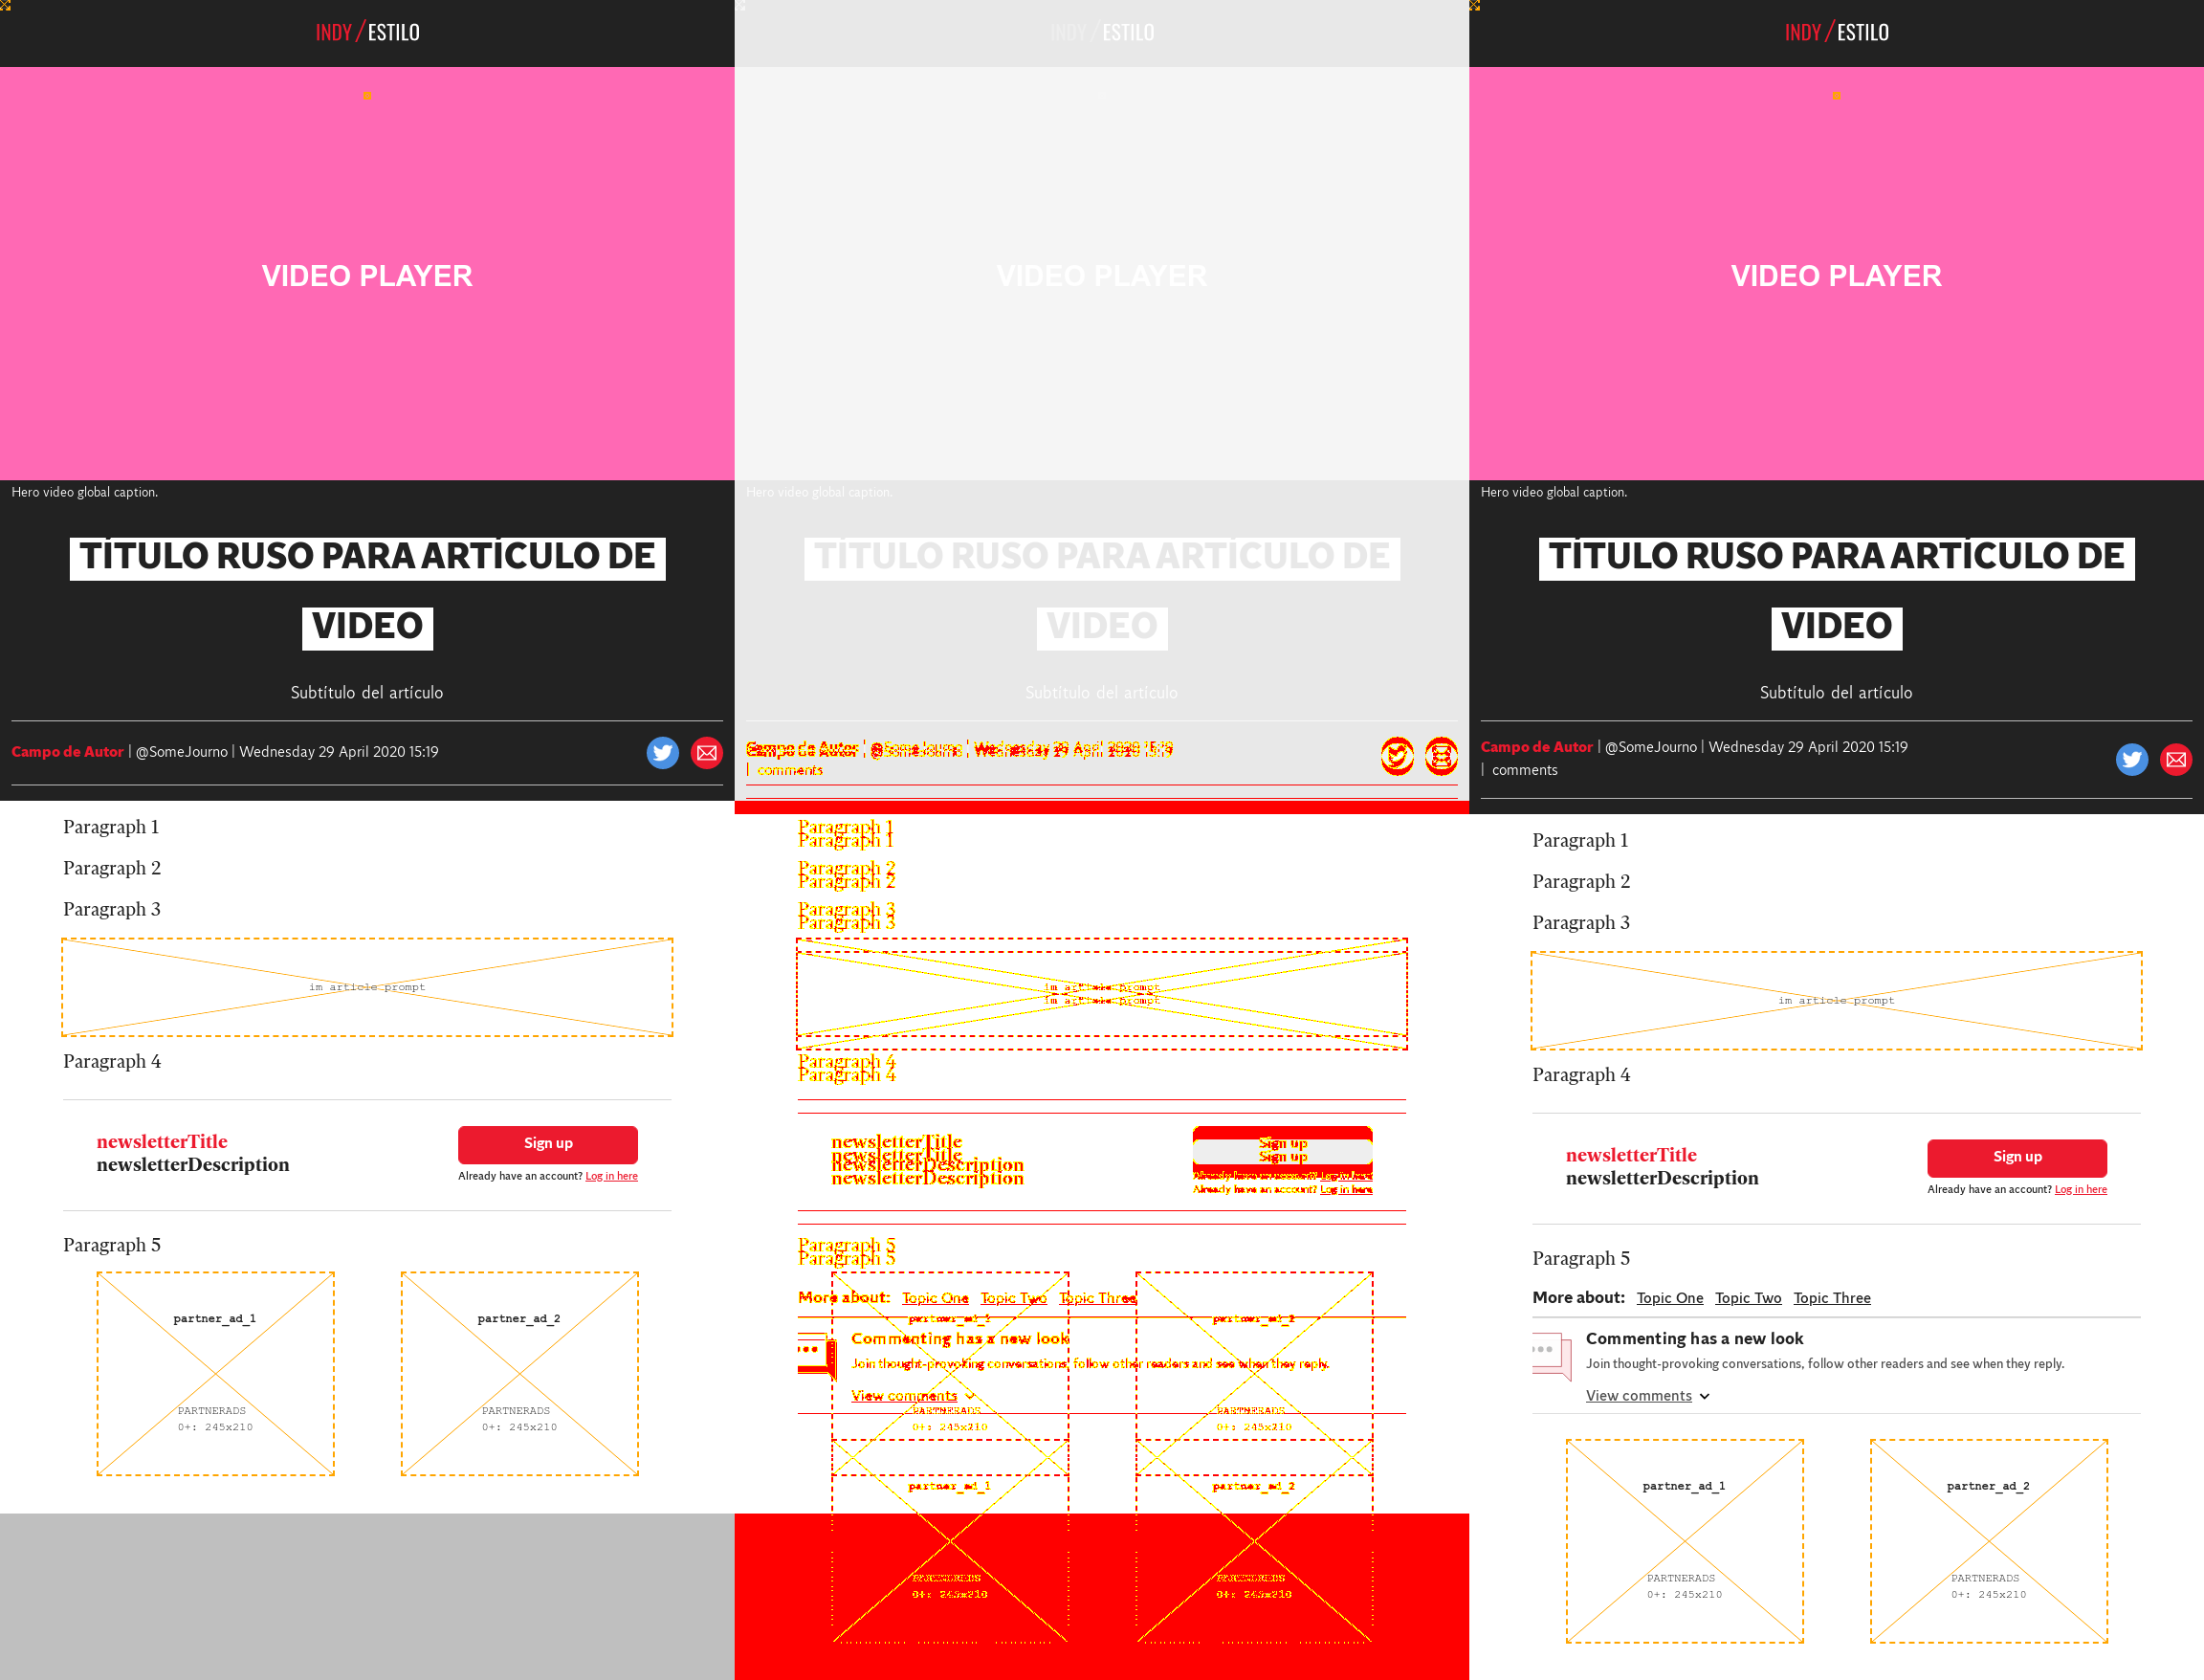 INDY / ESTILO
VIDEO PLAYER
Hero video global caption.
TÍTULO RUSO PARA ARTÍCULO DE
VIDEO
Subtítulo del artículo
Campo de Autor | @SomeJourno | Wednesday 29 April 2020 15:19
Paragraph 1
Paragraph 2
Paragraph 3
im article prompt
Paragraph 4
newsletterTitle
newsletterDescription
Sign up
Already have an account? Log in here
Paragraph 5
partner_ad_1
PARTNERADS
0+: 245x210
partner_ad_2
PARTNERADS
0+: 245x210
INDY / ESTILO
VIDEO PLAYER
Hero video global caption.
TÍTULO RUSO PARA ARTÍCULO DE
VIDEO
Subtítulo del artículo
Campo de Autor | @SomeJourno | Wednesday 29 April 2020 15:19
| comments
Paragraph 1
Paragraph 1
Paragraph 2
Paragraph 2
Paragraph 3
Paragraph 3
im article prompt
im article prompt
Paragraph 4
Paragraph 4
newsletterTitle
newsletterTitle
newsletterDescription
newsletterDescription
Sign up
Sign up
Already have an account? Log in here
Already have an account? Log in here
Paragraph 5
Paragraph 5
More about: Topic One Topic Two Topic Three
partner_ad_1
partner_ad_2
Commenting has a new look
Join thought-provoking conversations, follow other readers and see when they reply.
View comments
PARTNERADS
0+: 245x210
PARTNERADS
0+: 245x210
partner_ad_1
partner_ad_2
PARTNERADS
0+: 245x210
PARTNERADS
0+: 245x210
INDY / ESTILO
VIDEO PLAYER
Hero video global caption.
TÍTULO RUSO PARA ARTÍCULO DE
VIDEO
Subtítulo del artículo
Campo de Autor | @SomeJourno | Wednesday 29 April 2020 15:19
| comments
Paragraph 1
Paragraph 2
Paragraph 3
im article prompt
Paragraph 4
newsletterTitle
newsletterDescription
Sign up
Already have an account? Log in here
Paragraph 5
More about: Topic One Topic Two Topic Three
Commenting has a new look
Join thought-provoking conversations, follow other readers and see when they reply.
View comments
partner_ad_1
PARTNERADS
0+: 245x210
partner_ad_2
PARTNERADS
0+: 245x210